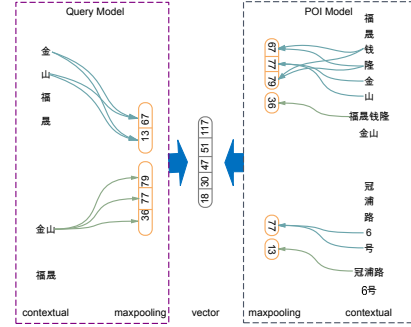 Query Model
金
山
福
晟
67
13
79
77
36
金山
福晟
contextual
maxpooling
117
51
47
30
18
vector
POI Model
福
晟
钱
隆
金
山
67
77
79
36
福晟钱隆
金山
冠
浦
路
6
号
77
13
冠浦路
6号
maxpooling
contextual